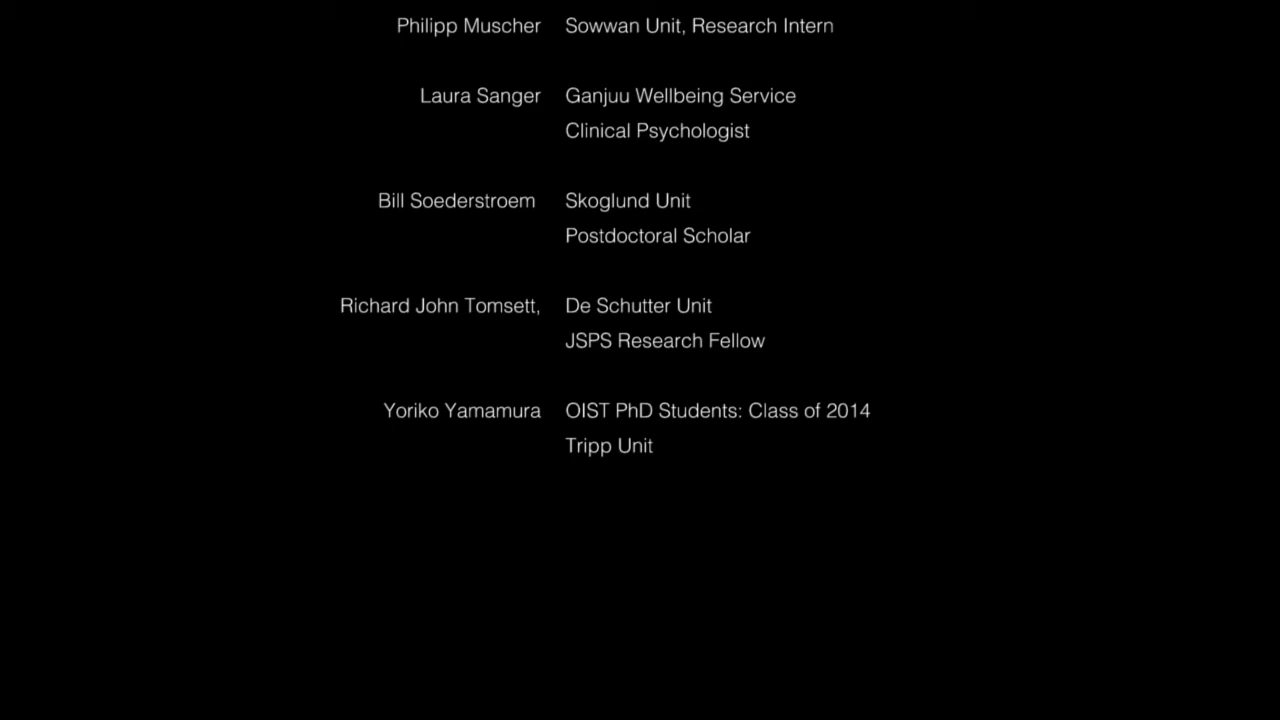 Philipp Muscher Sowwan Unit, Research Intern
Laura Sanger Ganjuu Wellbeing Service
Clinical Psychologist
Bill Soederstroem Skoglund Unit
Postdoctoral Scholar
Richard John Tomsett, De Schutter Unit
JSPS Research Fellow
Yoriko Yamamura OIST PhD Students: Class of 2014
Tripp Unit